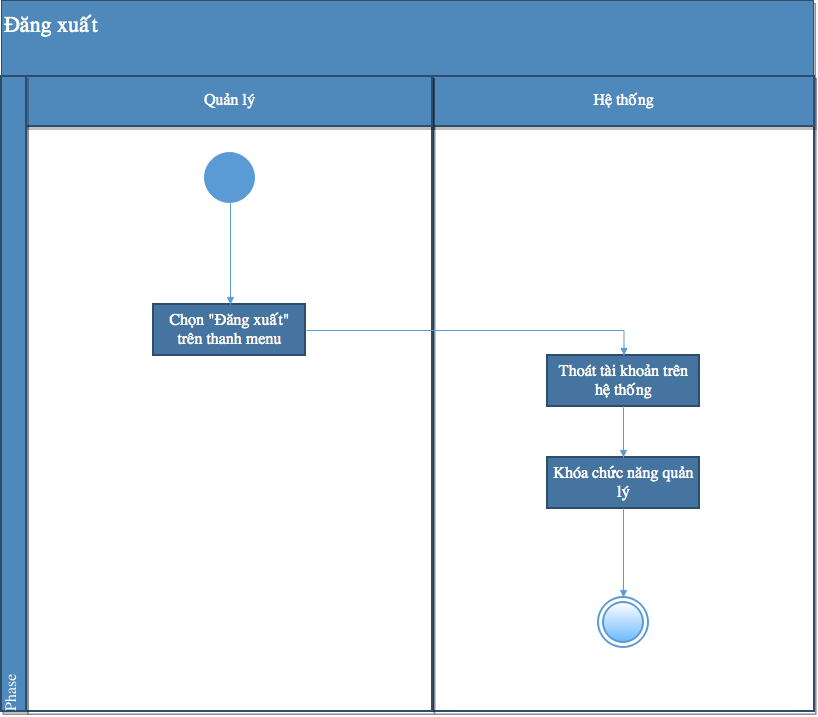 Đăng xuất
Quản lý
Hệ thống
Chọn "Đăng xuất"
trên thanh menu
Thoát tài khoản trên
hệ thống
Khóa chức năng quản
lý
Phase